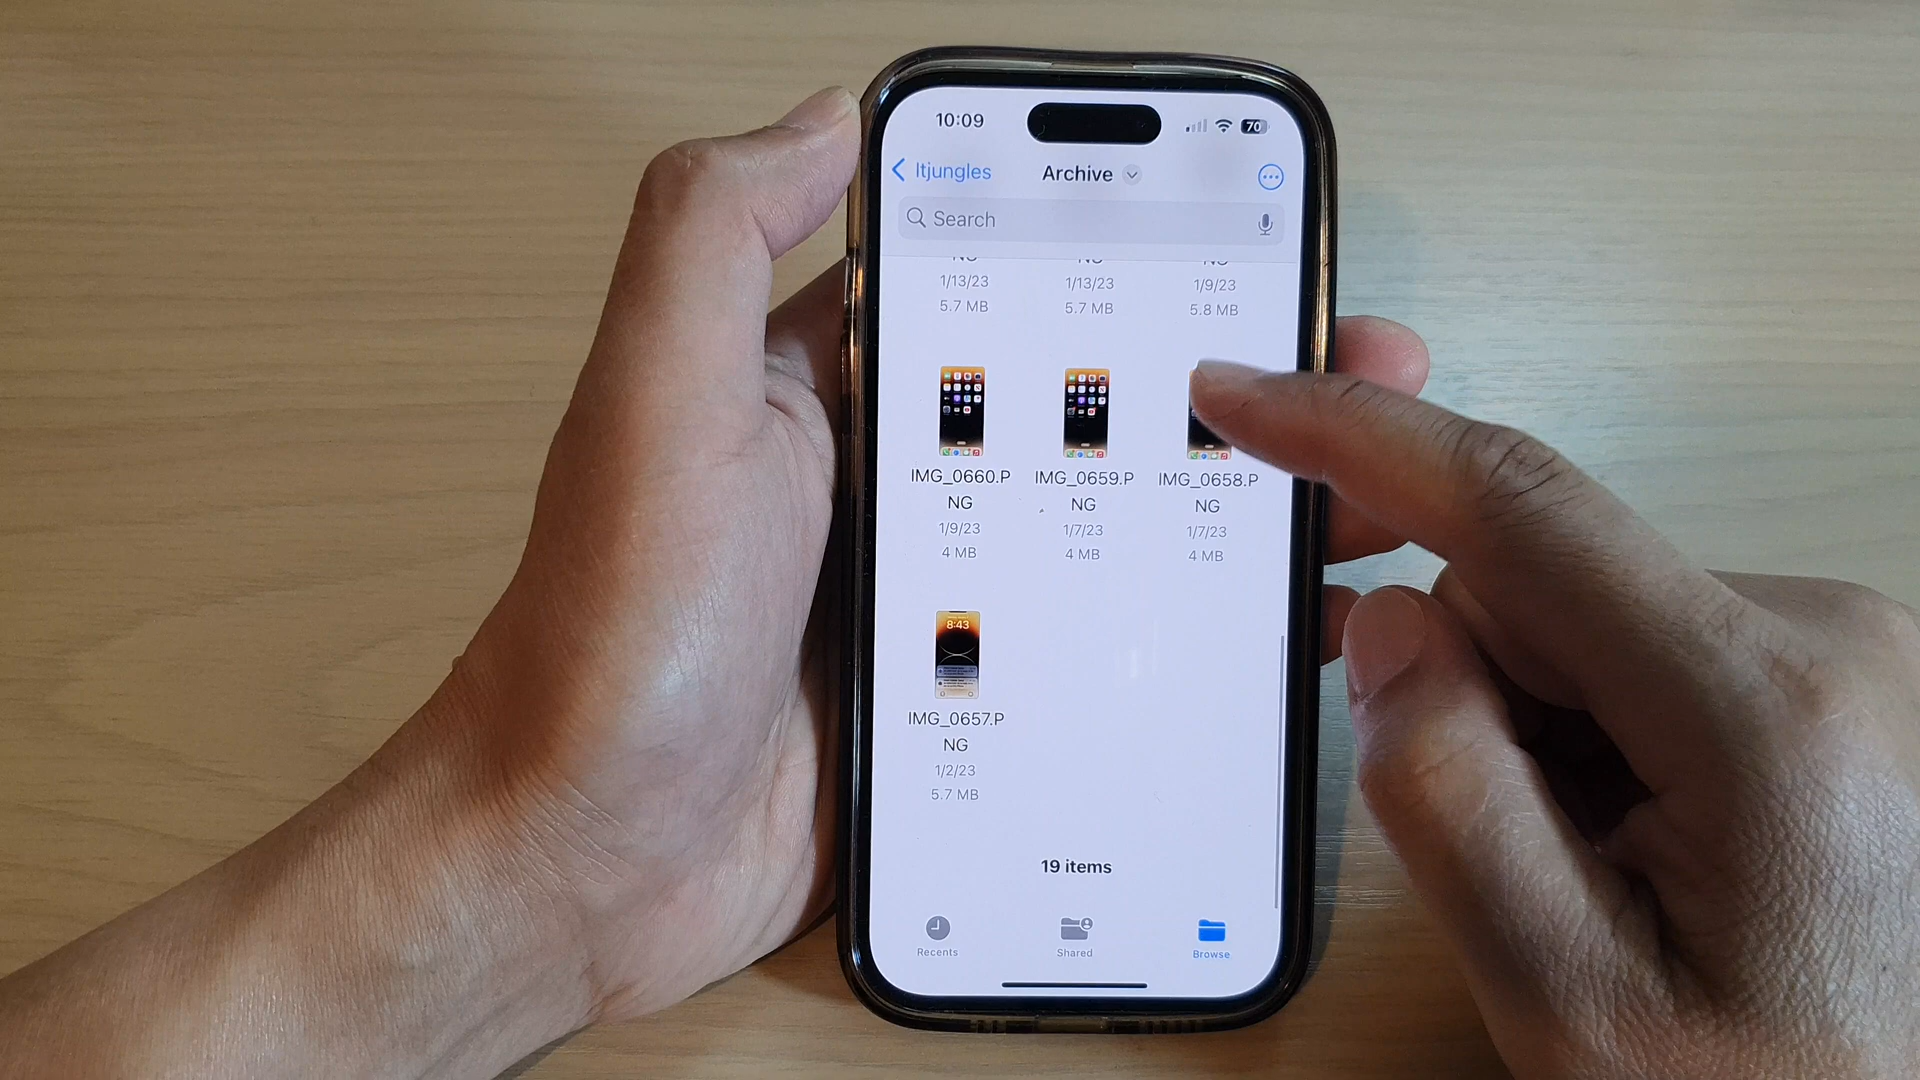 10:09
70
Itjungles
Archive
Search
1/13/23
1/13/23
1/9/23
5.7 MB
5.7 MB
5.8 MB
IMG_0660.P
NG
1/9/23
4 MB
IMG_0659.P
NG
1/7/23
4 MB
IMG_0658.P
NG
1/7/23
4 MB
8:43
IMG_0657.P
NG
1/2/23
5.7 MB
19 items
Recents
Shared
Browse